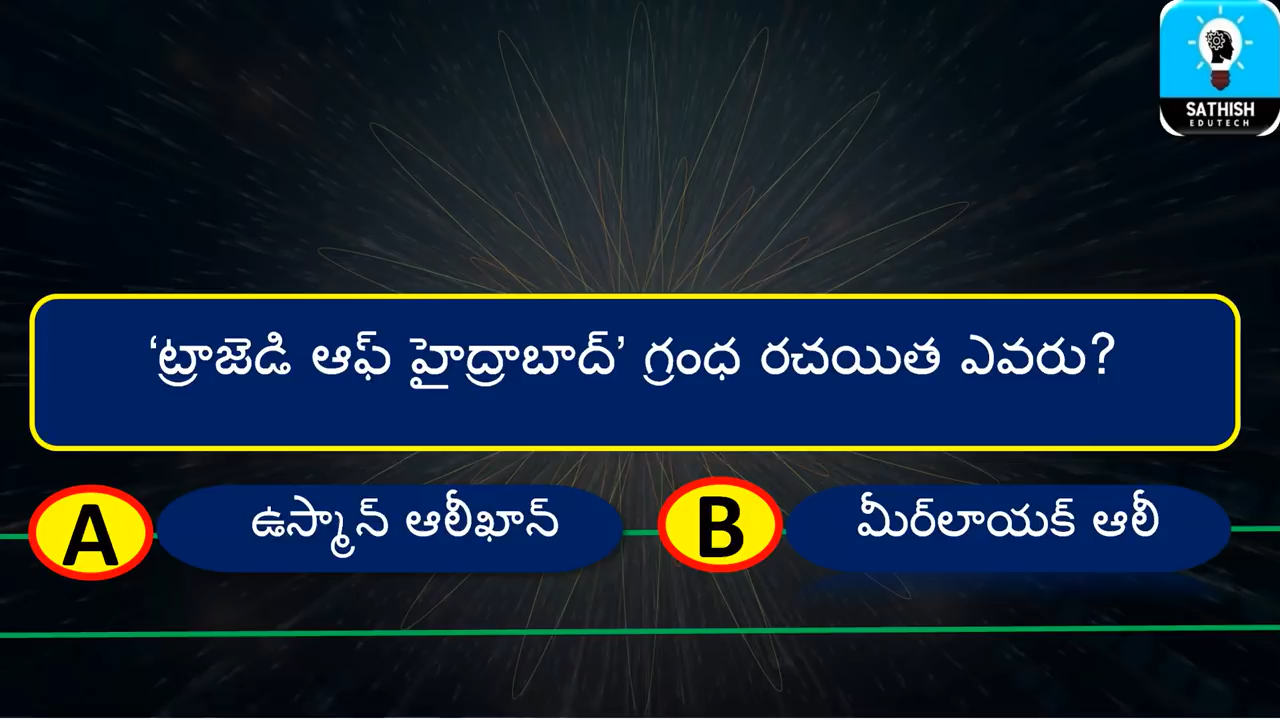 SATHISH
EDUTECH
‘ట్రాజెడి ఆఫ్ హైద్రాబాద్’ గ్రంధ రచయిత ఎవరు?
A ఉస్మాన్ ఆలీఖాన్ B మీర్‌లాయక్ ఆలీ